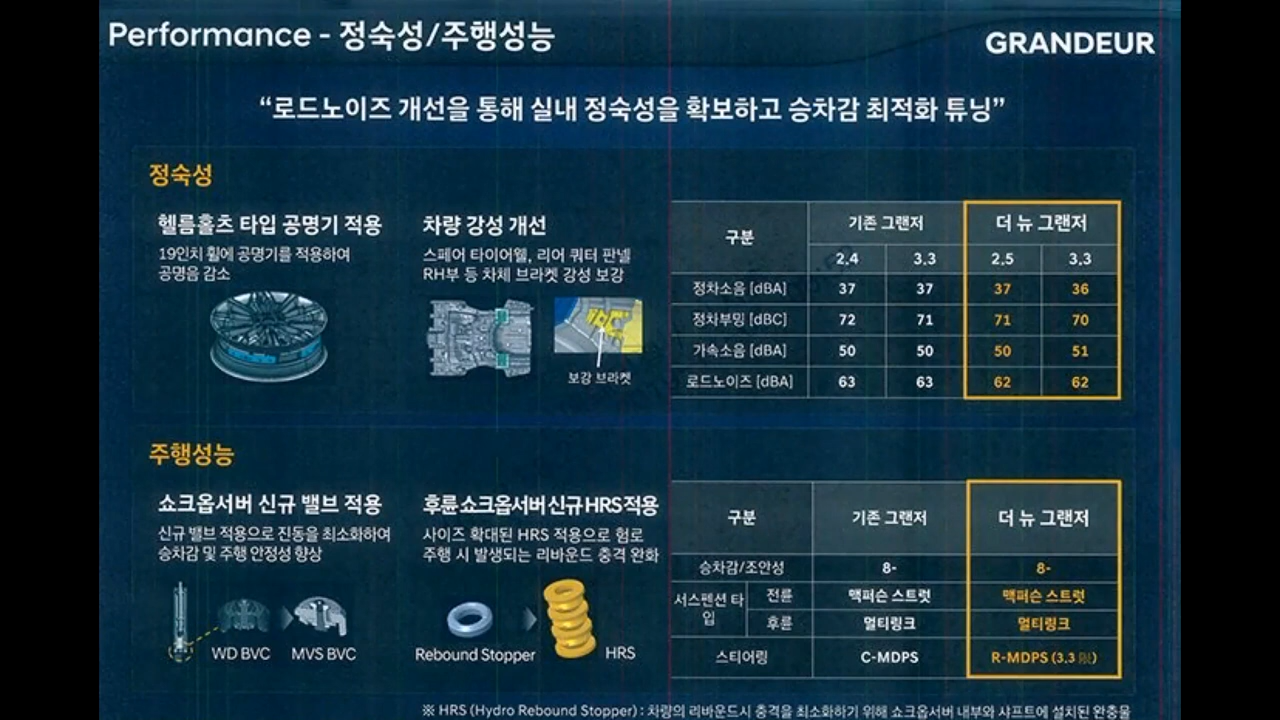 Performance - 정숙성/주행성능
GRANDEUR
“로드노이즈 개선을 통해 실내 정숙성을 확보하고 승차감 최적화 튜닝”
정숙성
헬름홀츠 타입 공명기 적용
19인치 휠에 공명기를 적용하여
공명음 감소
차량 강성 개선
스페어 타이어웰, 리어 쿼터 판넬
RH부 등 차체 브라켓 강성 보강
보강 브라켓
구분 기존 그랜저 더 뉴 그랜저
2.4 3.3 2.5 3.3
정차소음 [dBA] 37 37 37 36
정차부밍 [dBC] 72 71 71 70
가속소음 [dBA] 50 50 50 51
로드노이즈 [dBA] 63 63 62 62
주행성능
쇼크옵서버 신규 밸브 적용
신규 밸브 적용으로 진동을 최소화하여
승차감 및 주행 안정성 향상
WD BVC MVS BVC
후륜 쇼크옵서버 신규 HRS 적용
사이즈 확대된 HRS 적용으로 험로
주행 시 발생되는 리바운드 충격 완화
Rebound Stopper HRS
구분 기존 그랜저 더 뉴 그랜저
승차감/조안성 8- 8-
서스펜션 타입 전륜 맥퍼슨 스트럿 맥퍼슨 스트럿
후륜 멀티링크 멀티링크
스티어링 C-MDPS R-MDPS (3.3
※ HRS (Hydro Rebound Stopper) : 차량의 리바운드시 충격을 최소화하기 위해 쇼크옵서버 내부와 샤프트에 설치된 완충물